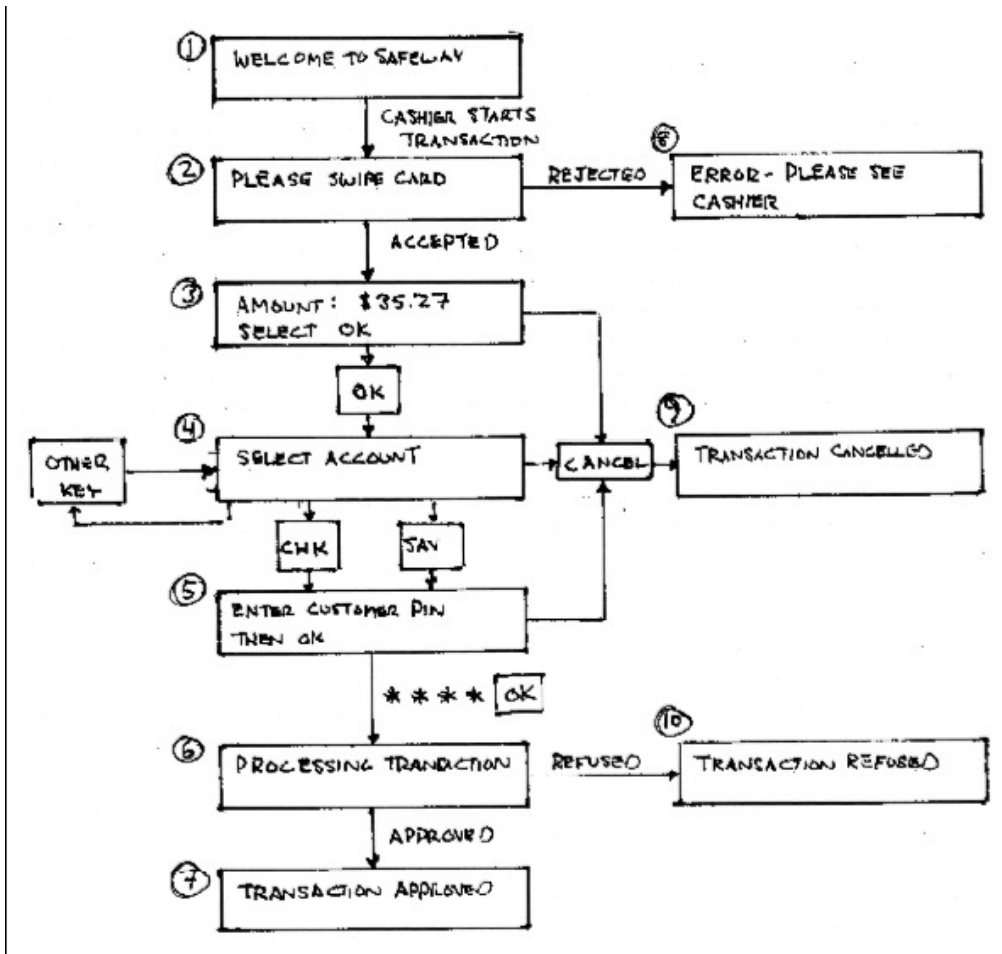 1
WELCOME TO SAFEWAY
CASHIER STARTS
TRANSACTION
2
PLEASE SWIPE CARD
REJECTED
8
ERROR - PLEASE SEE
CASHIER
ACCEPTED
3
AMOUNT: $35.27
SELECT OK
OK
4
SELECT ACCOUNT
OTHER
KEY
CANCEL
9
TRANSACTION CANCELLED
CHK
SAV
5
ENTER CUSTOMER PIN
THEN OK
* * * * OK
6
PROCESSING TRANSACTION
REFUSED
10
TRANSACTION REFUSED
APPROVED
7
TRANSACTION APPROVED